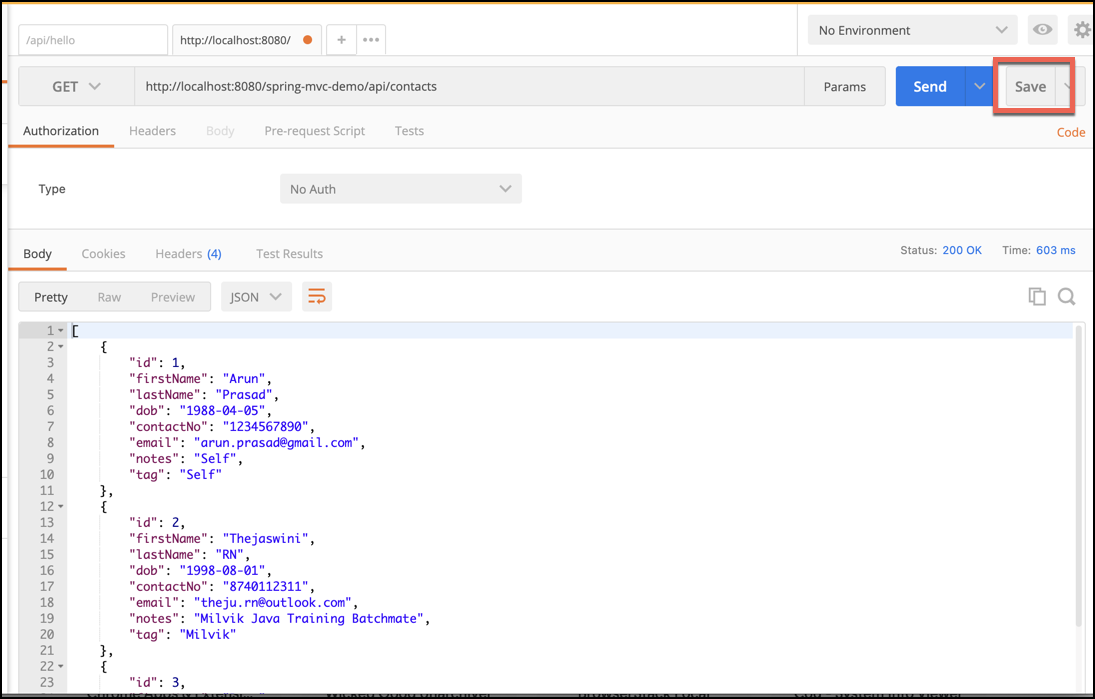 /api/hello
http://localhost:8080/
+
•••
No Environment
GET
http://localhost:8080/spring-mvc-demo/api/contacts
Params
Send
Save
Authorization
Headers
Body
Pre-request Script
Tests
Code
Type
No Auth
Body
Cookies
Headers (4)
Test Results
Status: 200 OK
Time: 603 ms
Pretty
Raw
Preview
JSON
1 [
2 {
3 "id": 1,
4 "firstName": "Arun",
5 "lastName": "Prasad",
6 "dob": "1988-04-05",
7 "contactNo": "1234567890",
8 "email": "arun.prasad@gmail.com",
9 "notes": "Self",
10 "tag": "Self"
11 },
12 {
13 "id": 2,
14 "firstName": "Thejaswini",
15 "lastName": "RN",
16 "dob": "1998-08-01",
17 "contactNo": "8740112311",
18 "email": "theju.rn@outlook.com",
19 "notes": "Milvik Java Training Batchmate",
20 "tag": "Milvik"
21 },
22 {
23 "id": 3,